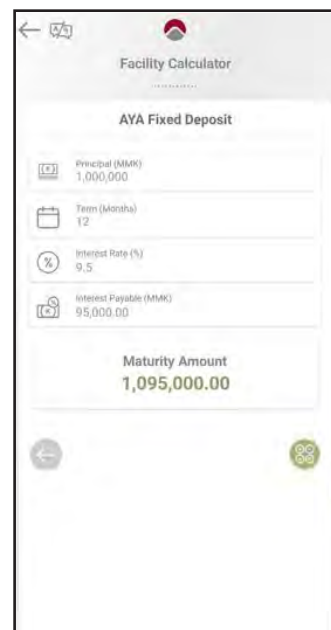 Facility Calculator
AYA Fixed Deposit
Principal (MMK)
1,000,000
Term (Months)
12
Interest Rate (%)
9.5
Interest Payable (MMK)
95,000.00
Maturity Amount
1,095,000.00